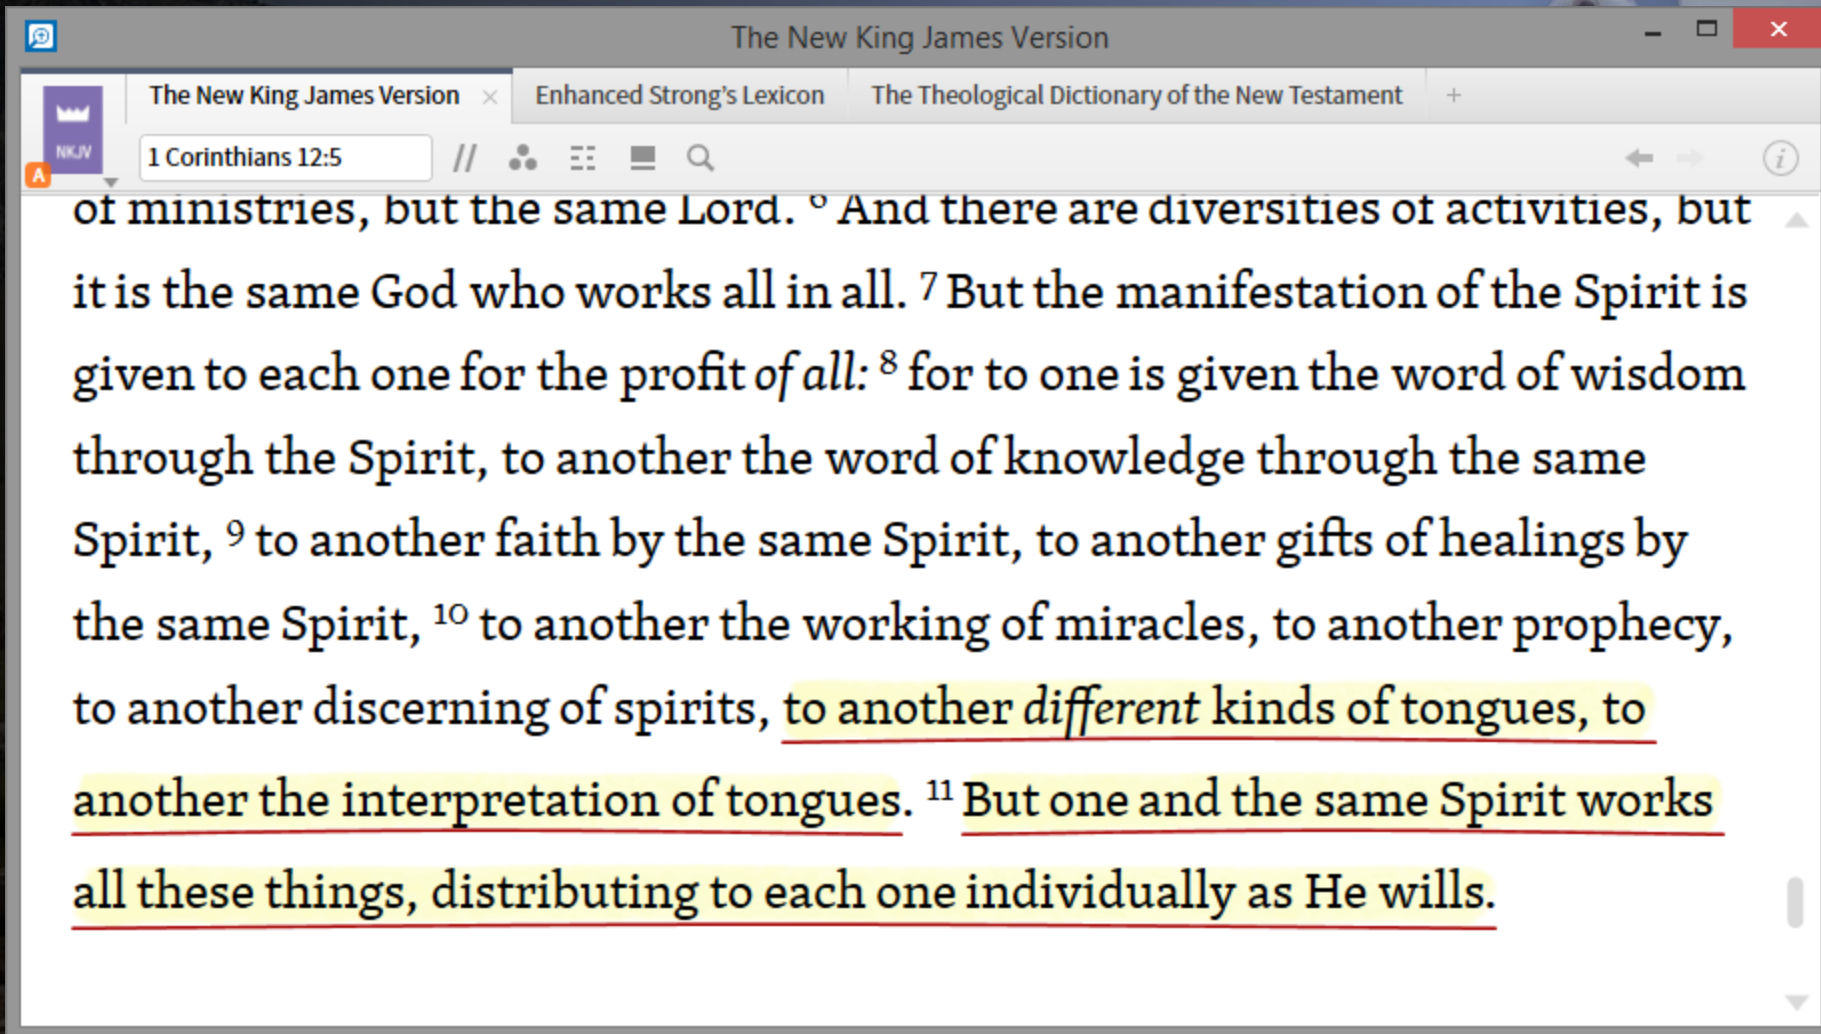 The New King James Version
The New King James Version × Enhanced Strong's Lexicon The Theological Dictionary of the New Testament +
NKJV
A
1 Corinthians 12:5
of ministries, but the same Lord. 6 And there are diversities of activities, but
it is the same God who works all in all. 7 But the manifestation of the Spirit is
given to each one for the profit of all: 8 for to one is given the word of wisdom
through the Spirit, to another the word of knowledge through the same
Spirit, 9 to another faith by the same Spirit, to another gifts of healings by
the same Spirit, 10 to another the working of miracles, to another prophecy,
to another discerning of spirits, to another different kinds of tongues, to
another the interpretation of tongues. 11 But one and the same Spirit works
all these things, distributing to each one individually as He wills.